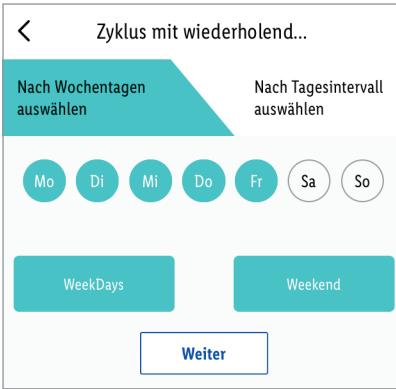 Zyklus mit wiederholend...
Nach Wochentagen
auswählen
Nach Tagesintervall
auswählen
Mo Di Mi Do Fr Sa So
WeekDays Weekend
Weiter